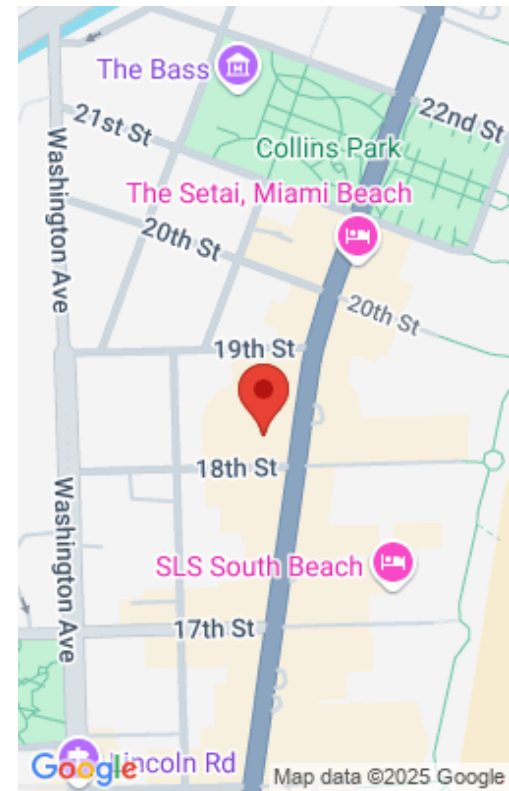 The Bass
22nd St
21st St
Collins Park
Washington Ave
The Setai, Miami Beach
20th St
20th St
19th St
18th St
Washington Ave
SLS South Beach
17th St
Lincoln Rd
Google
Map data ©2025 Google